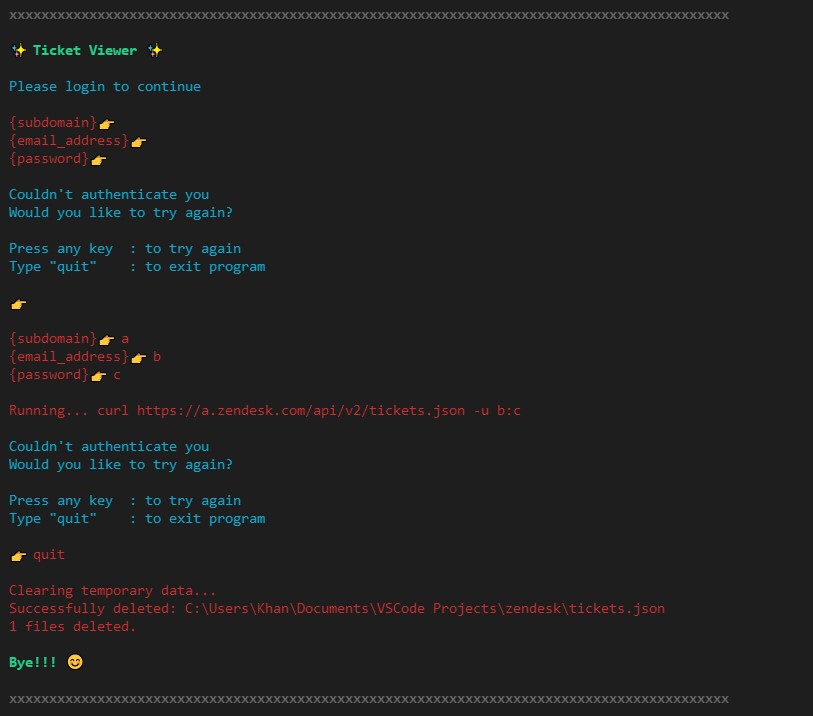 xxxxxxxxxxxxxxxxxxxxxxxxxxxxxxxxxxxxxxxxxxxxxxxxxxxxxxxxxxxxxxxxxxxxxxxxxxxxxxxxxxxxxxxxxx
✨ Ticket Viewer ✨
Please login to continue
{subdomain}👉
{email_address}👉
{password}👉
Couldn't authenticate you
Would you like to try again?
Press any key  : to try again
Type "quit"    : to exit program
👉
{subdomain}👉 a
{email_address}👉 b
{password}👉 c
Running... curl https://a.zendesk.com/api/v2/tickets.json -u b:c
Couldn't authenticate you
Would you like to try again?
Press any key  : to try again
Type "quit"    : to exit program
👉 quit
Clearing temporary data...
Successfully deleted: C:\Users\Khan\Documents\VSCode Projects\zendesk\tickets.json
1 files deleted.
Bye!!! 😊
xxxxxxxxxxxxxxxxxxxxxxxxxxxxxxxxxxxxxxxxxxxxxxxxxxxxxxxxxxxxxxxxxxxxxxxxxxxxxxxxxxxxxxxxxx